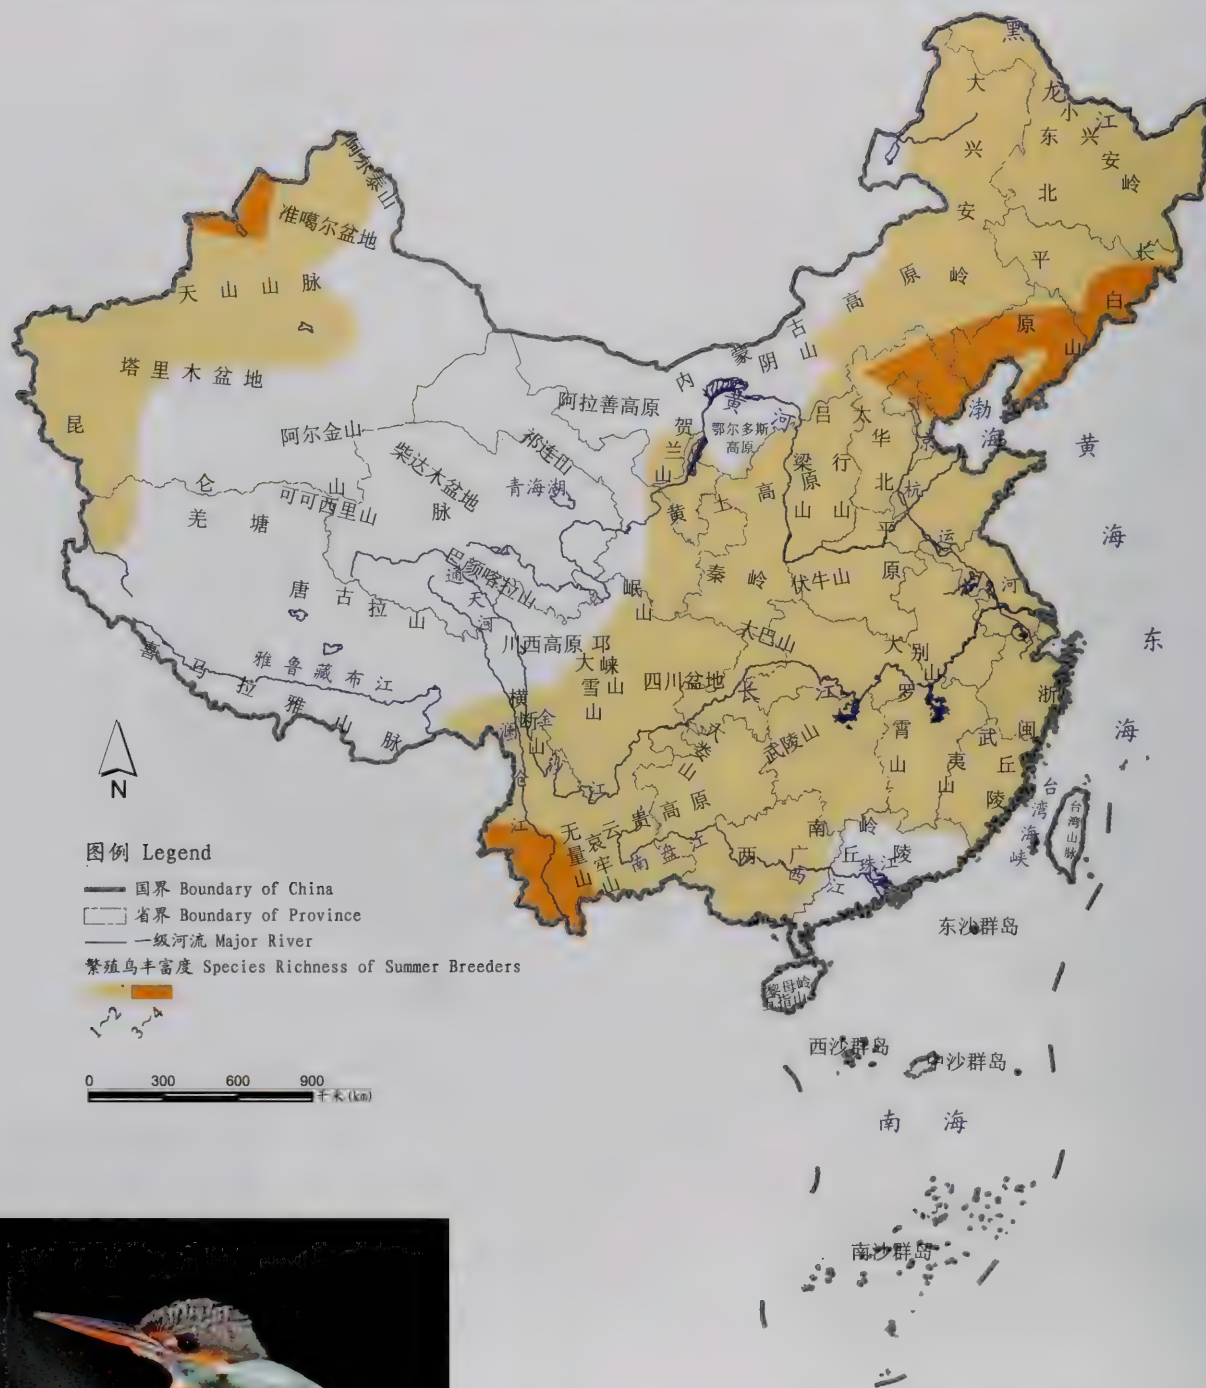 黑龙江
大兴安岭
小兴安岭
东北平原
长白山
阿尔泰山
准噶尔盆地
天山山脉
塔里木盆地
昆仑山脉
阿尔金山
柴达木盆地
祁连山
青海湖
可可西里山
羌塘
阿拉善高原
内蒙古高原
阴山
贺兰山
黄河
鄂尔多斯
高原
吕梁山
太行山
华北平原
京杭运河
渤海
黄海
黄土高原
秦岭
伏牛山
巴颜喀拉山
通天河
唐古拉山
岷山
川西高原
邛崃山
大雪山
大巴山
大别山
四川盆地
长江
雅鲁藏布江
喜马拉雅山脉
横断山
金沙江
澜沧江
武陵山
娄山
罗霄山
武夷山
浙闽丘陵
东海
台湾海峡
台湾山脉
无量山
哀牢山
云贵高原
南盘江
南岭
两广丘陵
西江
珠江
东沙群岛
黎母岭
五指山
西沙群岛
中沙群岛
南海
南沙群岛
N
图例 Legend
国界 Boundary of China
省界 Boundary of Province
一级河流 Major River
繁殖鸟丰富度 Species Richness of Summer Breeders
1~2
3~4
0 300 600 900
千米(km)